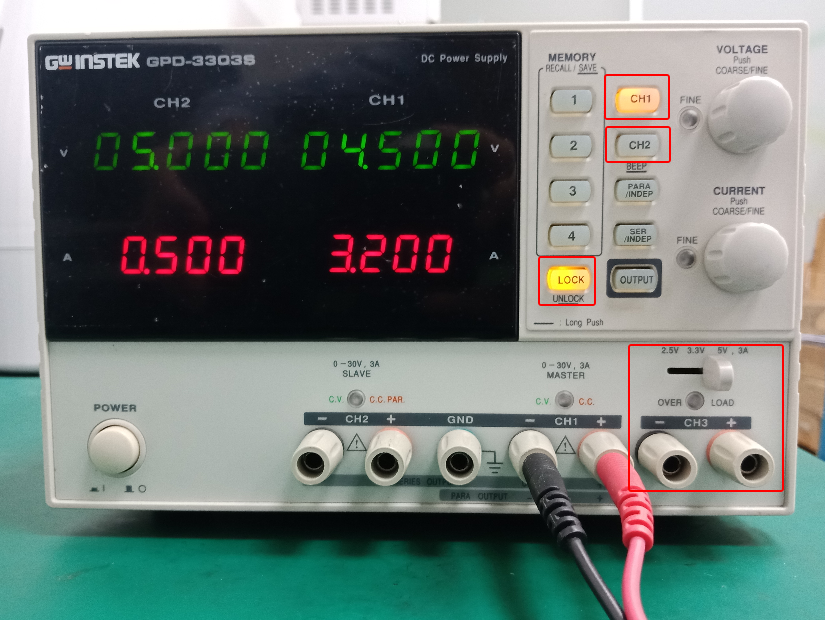 GWINSTEK GPD-3303S
DC Power Supply
CH2
CH1
V
05.000
04.500
V
A
0.500
3.200
A
MEMORY
RECALL/SAVE
1
2
3
4
LOCK
UNLOCK
CH1
CH2
BEEP
PARA
/INDEP
SER
/INDEP
OUTPUT
: Long Push
VOLTAGE
Push
COARSE/FINE
FINE
CURRENT
Push
COARSE/FINE
FINE
POWER
0-30V, 3A
SLAVE
C.V.
C.C. PAR.
- CH2 +
GND
0-30V, 3A
MASTER
C.V.
C.C.
- CH1 +
2.5V 3.3V 5V, 3A
OVER
LOAD
- CH3 +
PARA OUTPUT